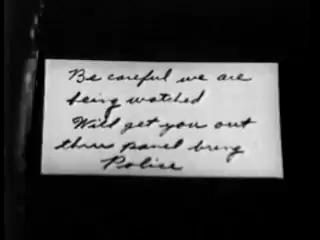 Be careful we are
being watched
Will get you out
thru panel bring
Police